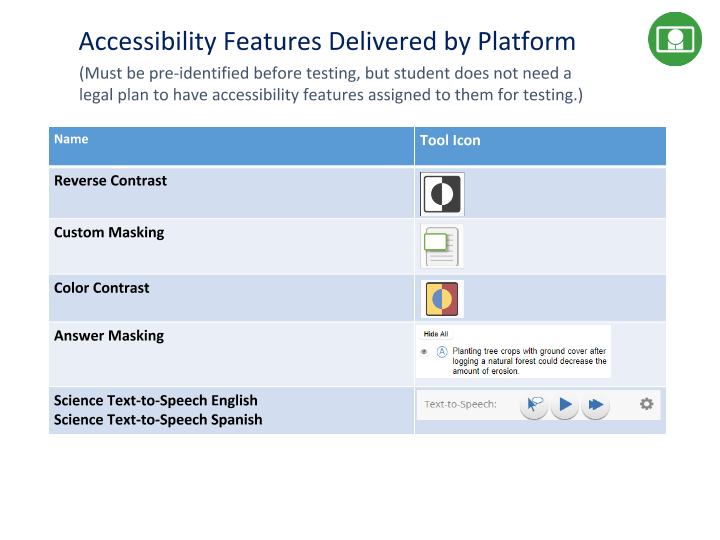 Accessibility Features Delivered by Platform
(Must be pre-identified before testing, but student does not need a
legal plan to have accessibility features assigned to them for testing.)
Name
Tool Icon
Reverse Contrast
Custom Masking
Color Contrast
Answer Masking
Hide All
A Planting tree crops with ground cover after
logging a natural forest could decrease the
amount of erosion.
Science Text-to-Speech English
Science Text-to-Speech Spanish
Text-to-Speech: